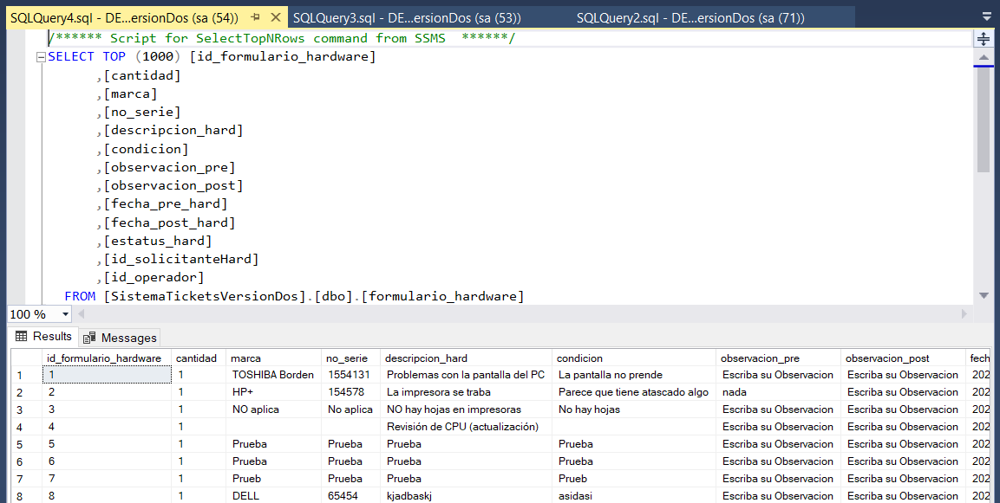 SQLQuery4.sql - DE...ersionDos (sa (54)) SQLQuery3.sql - DE...ersionDos (sa (53)) SQLQuery2.sql - DE...ersionDos (sa (71))
/****** Script for SelectTopNRows command from SSMS ******/
SELECT TOP (1000) [id_formulario_hardware]
,[cantidad]
,[marca]
,[no_serie]
,[descripcion_hard]
,[condicion]
,[observacion_pre]
,[observacion_post]
,[fecha_pre_hard]
,[fecha_post_hard]
,[estatus_hard]
,[id_solicitanteHard]
,[id_operador]
FROM [SistemaTicketsVersionDos].[dbo].[formulario_hardware]
100 %
Results Messages
id_formulario_hardware cantidad marca no_serie descripcion_hard condicion observacion_pre observacion_post fech
1 1 1 TOSHIBA Borden 1554131 Problemas con la pantalla del PC La pantalla no prende Escriba su Observacion Escriba su Observacion 202
2 2 1 HP+ 154578 La impresora se traba Parece que tiene atascado algo nada Escriba su Observacion 202
3 3 1 NO aplica No aplica NO hay hojas en impresoras No hay hojas Escriba su Observacion Escriba su Observacion 202
4 4 1 Revisión de CPU (actualización) Escriba su Observacion Escriba su Observacion 202
5 5 1 Prueba Prueba Prueba Prueba Escriba su Observacion Escriba su Observacion 202
6 6 1 Prueba Prueba Prueba Prueba Escriba su Observacion Escriba su Observacion 202
7 7 1 Prueb Prueba Prueba Prueb Escriba su Observacion Escriba su Observacion 202
8 8 1 DELL 65454 kjadbaskj asidasi Escriba su Observacion Escriba su Observacion 202